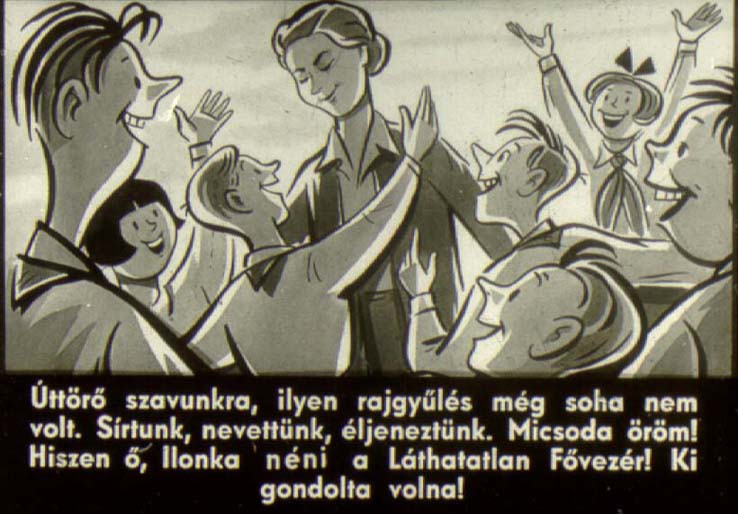 Úttörő szavunkra, ilyen rajgyűlés még soha nem
volt. Sírtunk, nevettünk, éljeneztünk. Micsoda öröm!
Hiszen ő, Ilonka néni a Láthatatlan Fővezér! Ki
gondolta volna!